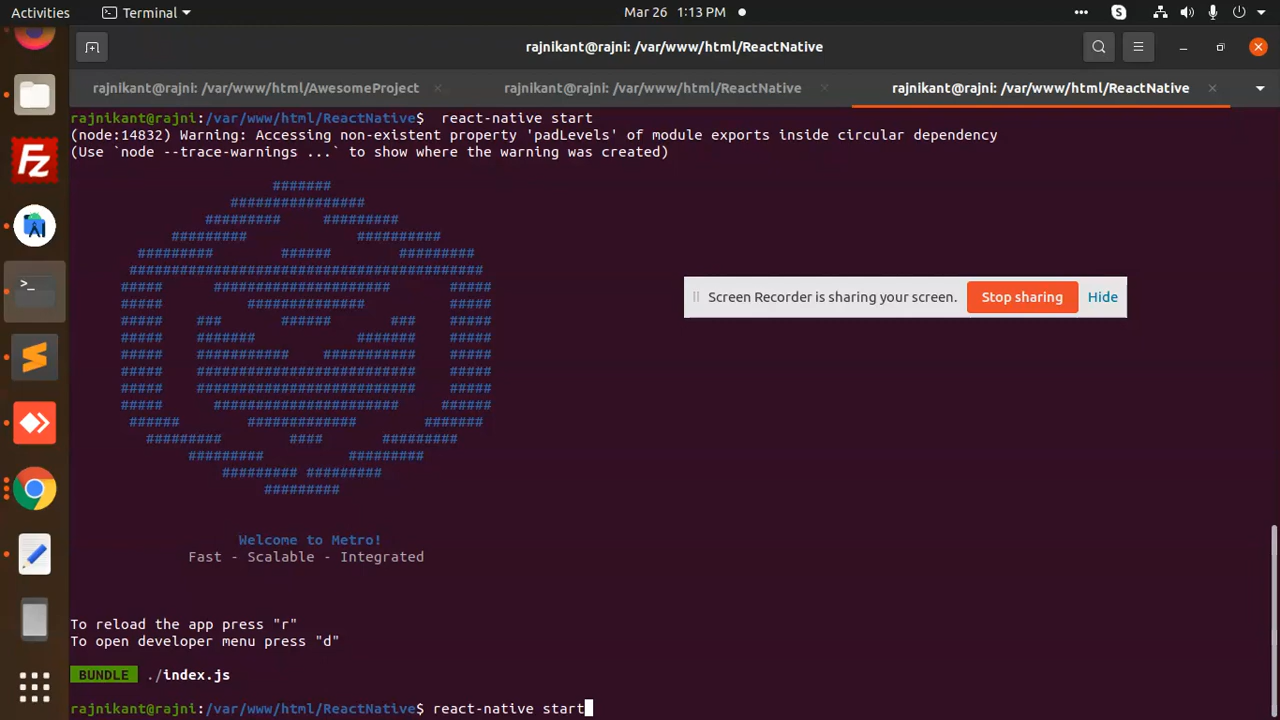 Activities Terminal Mar 26 1:13 PM
rajnikant@rajni: /var/www/html/ReactNative
rajnikant@rajni: /var/www/html/AwesomeProject rajnikant@rajni: /var/www/html/ReactNative rajnikant@rajni: /var/www/html/ReactNative
rajnikant@rajni:/var/www/html/ReactNative$  react-native start
(node:14832) Warning: Accessing non-existent property 'padLevels' of module exports inside circular dependency
(Use `node --trace-warnings ...` to show where the warning was created)
Screen Recorder is sharing your screen. Stop sharing Hide
Welcome to Metro!
Fast - Scalable - Integrated
To reload the app press "r"
To open developer menu press "d"
BUNDLE ./index.js
rajnikant@rajni:/var/www/html/ReactNative$ react-native start